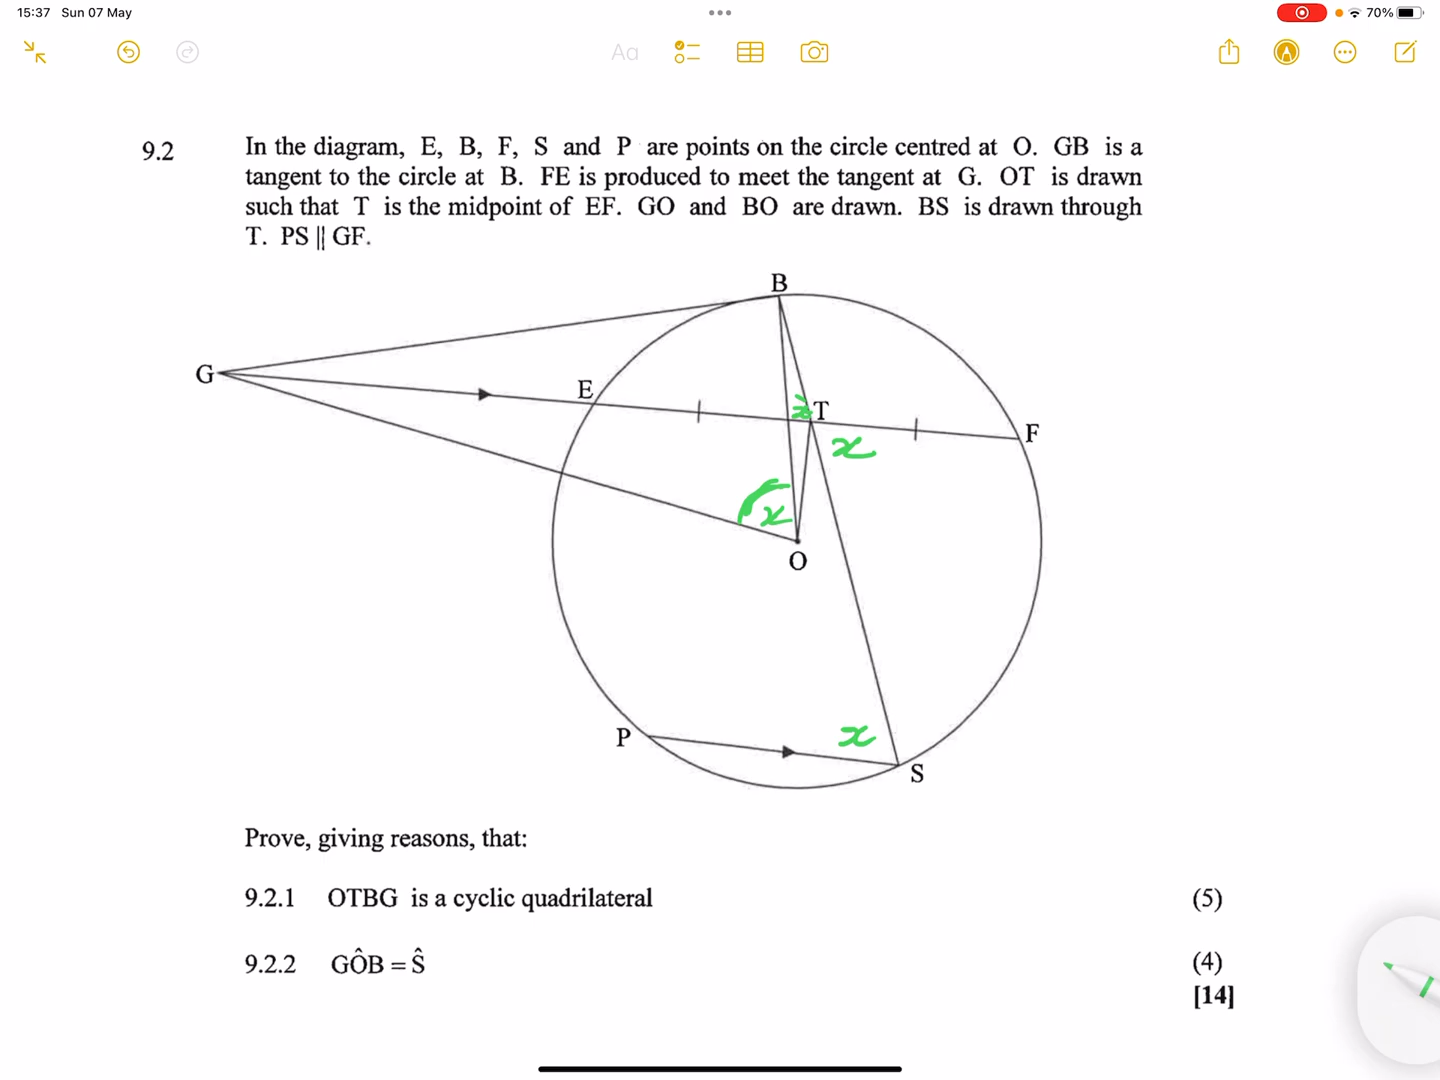 15:37 Sun 07 May
70%
Aa
9.2 In the diagram, E, B, F, S and P are points on the circle centred at O. GB is a
tangent to the circle at B. FE is produced to meet the tangent at G. OT is drawn
such that T is the midpoint of EF. GO and BO are drawn. BS is drawn through
T. PS || GF.
B
G
E
T
F
x
x
x
O
x
P
S
Prove, giving reasons, that:
9.2.1 OTBG is a cyclic quadrilateral (5)
9.2.2 GÔB = Ŝ (4)
[14]